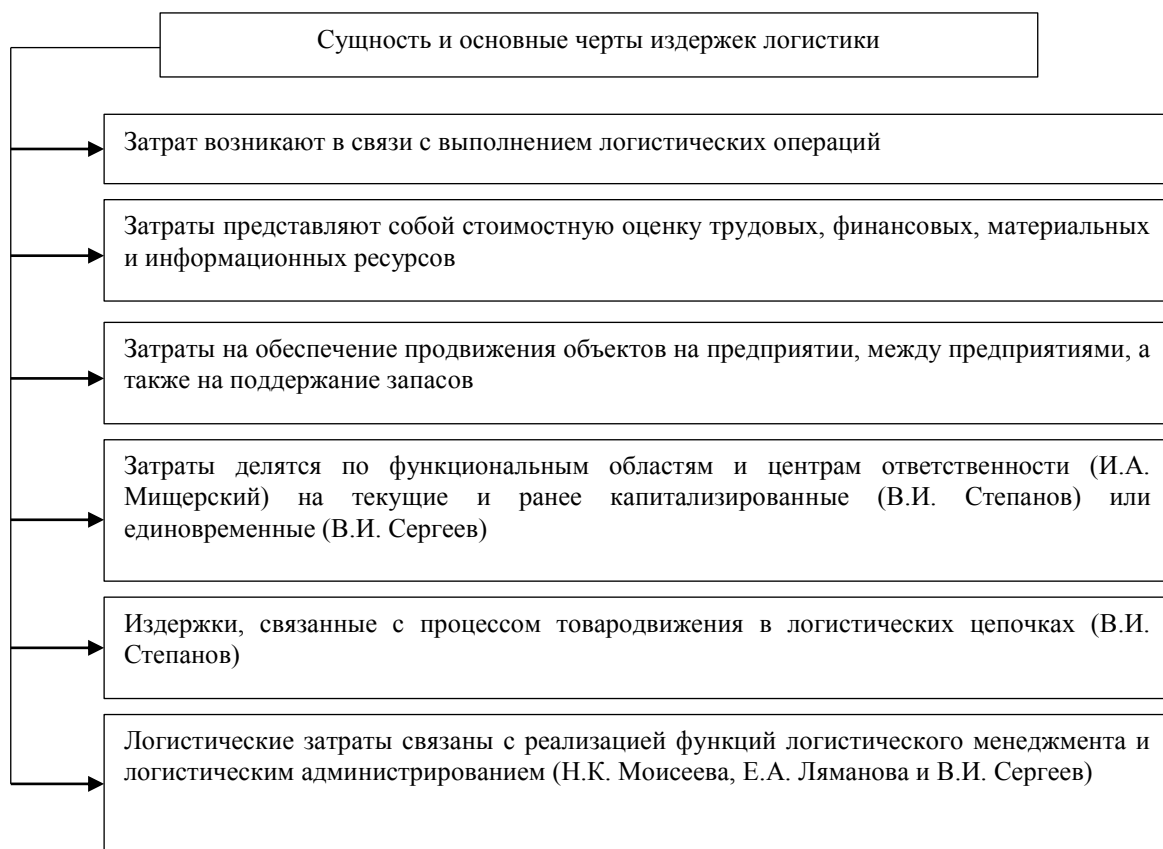 Сущность и основные черты издержек логистики
Затрат возникают в связи с выполнением логистических операций
Затраты представляют собой стоимостную оценку трудовых, финансовых, материальных
и информационных ресурсов
Затраты на обеспечение продвижения объектов на предприятии, между предприятиями, а
также на поддержание запасов
Затраты делятся по функциональным областям и центрам ответственности (И.А.
Мищерский) на текущие и ранее капитализированные (В.И. Степанов) или
единовременные (В.И. Сергеев)
Издержки, связанные с процессом товародвижения в логистических цепочках (В.И.
Степанов)
Логистические затраты связаны с реализацией функций логистического менеджмента и
логистическим администрированием (Н.К. Моисеева, Е.А. Ляманова и В.И. Сергеев)